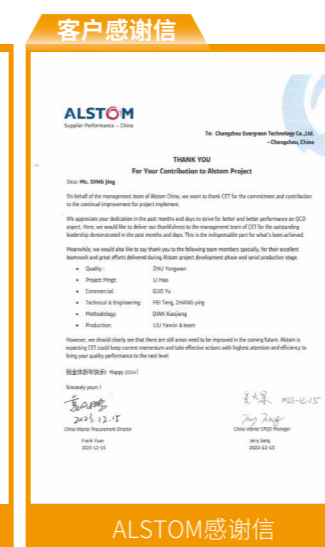 客户感谢信
ALSTOM
Supplier Performance – China
To: Changzhou Evergreen Technology Co.,Ltd.
– Changzhou, China
THANK YOU
For Your Contribution to Alstom Project
Dear Ms. DING Jing
On behalf of the management team of Alstom China, we want to thank CET for the commitment and contribution
to the continual improvement for project implement.
We appreciate your dedication in the past months and days to strive for better and better performance on QCD
aspect. Here, we would like to deliver our thankfulness to the management team of CET for the outstanding
leadership demonstrated in the past months and days. This is the indispensable part for what's been achieved.
Meanwhile, we would also like to say thank you to the following team members specially, for their excellent
teamwork and great efforts delivered during Alstom project development phase and serial production stage.
• Quality : ZHU Yongwen
• Project Mngt: LI Hao
• Commercial: GUO Yu
• Technical & Engineering: FEI Teng, ZHANG ying
• Methodology: QIAN Xiaojiang
• Production: LIU Yanxin & team
However, we should clearly see that there are still areas need to be improved in the coming future. Alstom is
expecting CET could keep current momentum and take effective actions with highest attention and efficiency to
bring your quality performance to the next level.
祝全体新年快乐! Happy 2024!
Sincerely yours !
2023.12.15
2023-12-15
China Interior Procurement Director
China Interior SPQD Manager
Frank Yuan
Jerry Jiang
2023-12-15
2023-12-15
ALSTOM感谢信